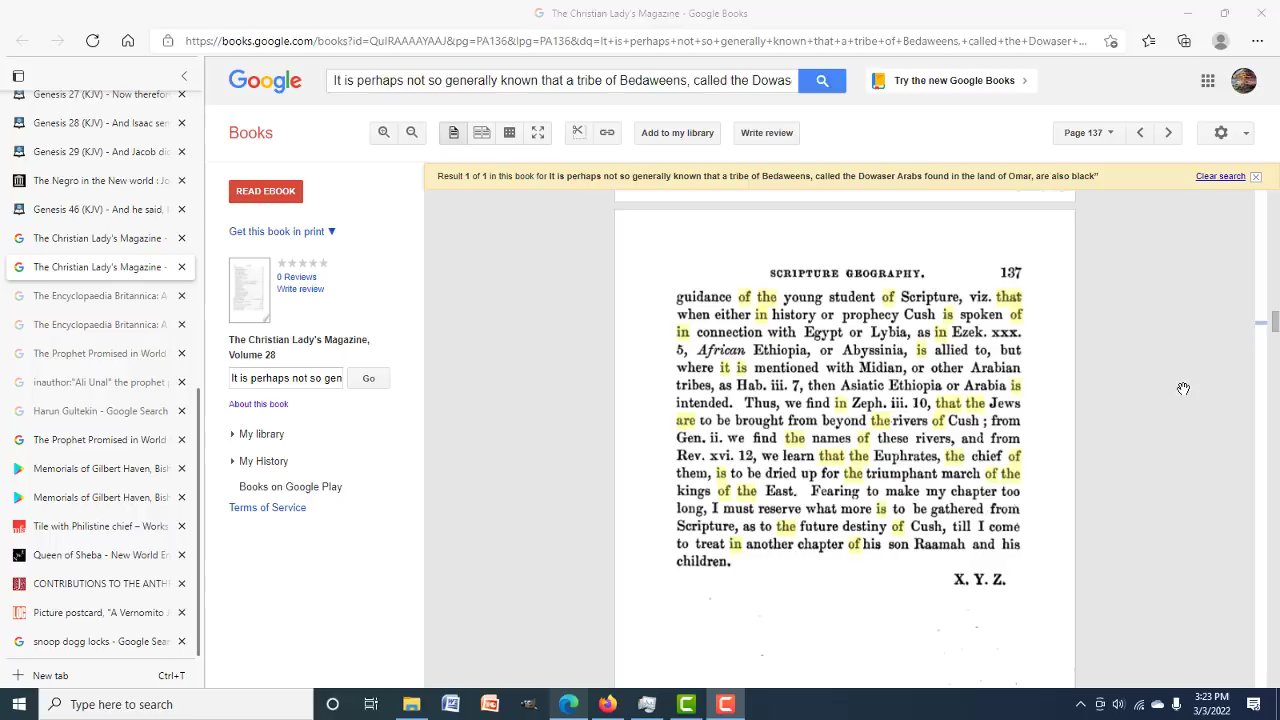 The Christian Lady's Magazine - Google Books
https://books.google.com/books?id=QuIRAAAAYAAJ&pg=PA136&lpg=PA136&dq=It+is+perhaps+not+so+generally+known+that+a+tribe+of+Bedaweens,+called+the+Dowaser+...
Genesis 27 (KJV) - Now therefor
Genesis 28 (KJV) - And Isaac sen
Genesis 29 (KJV) - And Jacob did
The Negro in the New world : Jo
Genesis 46 (KJV) - And he said, I
The Christian Lady's Magazine -
The Christian Lady's Magazine -
The Encyclopaedia Britannica: A
The Encyclopaedia Britannica: A
The Prophet Promised in World
inauthor:"Ali Unal" the prophet p
Harun Gultekin - Google Search
The Prophet Promised in World
Memorials of Gilbert Haven, Bish
Memorials of Gilbert Haven, Bish
Tile with Philistine chief – Works
Queen of Sheba - New World En
CONTRIBUTIONS TO THE ANTH
Picture postcard, "A Vernomito J
snoop dogg locks - Google Sear
New tab Ctrl+T
Google
It is perhaps not so generally known that a tribe of Bedaweens, called the Dowas
Try the new Google Books
Books
Add to my library
Write review
Page 137
Result 1 of 1 in this book for It is perhaps not so generally known that a tribe of Bedaweens, called the Dowaser Arabs found in the land of Omar, are also black"
Clear search
READ EBOOK
Get this book in print ▼
0 Reviews
Write review
The Christian Lady's Magazine,
Volume 28
It is perhaps not so gen
Go
About this book
My library
My History
Books on Google Play
Terms of Service
SCRIPTURE GEOGRAPHY. 137
guidance of the young student of Scripture, viz. that
when either in history or prophecy Cush is spoken of
in connection with Egypt or Lybia, as in Ezek. xxx.
5, African Ethiopia, or Abyssinia, is allied to, but
where it is mentioned with Midian, or other Arabian
tribes, as Hab. iii. 7, then Asiatic Ethiopia or Arabia is
intended. Thus, we find in Zeph. iii. 10, that the Jews
are to be brought from beyond the rivers of Cush ; from
Gen. ii. we find the names of these rivers, and from
Rev. xvi. 12, we learn that the Euphrates, the chief of
them, is to be dried up for the triumphant march of the
kings of the East. Fearing to make my chapter too
long, I must reserve what more is to be gathered from
Scripture, as to the future destiny of Cush, till I come
to treat in another chapter of his son Raamah and his
children.
X. Y. Z.
Type here to search
3:23 PM
3/3/2022